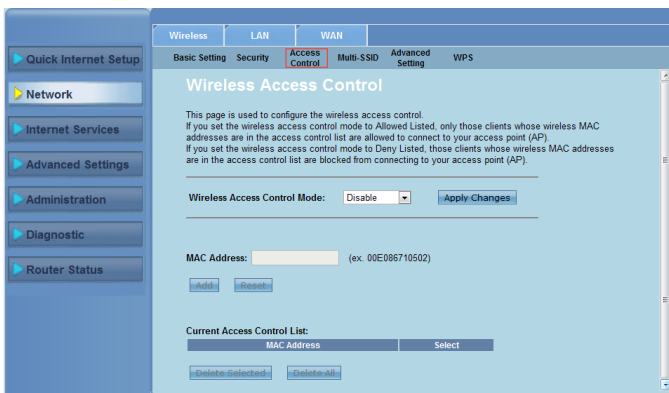 Wireless LAN WAN
Basic Setting Security Access Control Multi-SSID Advanced Setting WPS
Quick Internet Setup
Network
Internet Services
Advanced Settings
Administration
Diagnostic
Router Status
Wireless Access Control
This page is used to configure the wireless access control.
If you set the wireless access control mode to Allowed Listed, only those clients whose wireless MAC
addresses are in the access control list are allowed to connect to your access point (AP).
If you set the wireless access control mode to Deny Listed, those clients whose wireless MAC addresses
are in the access control list are blocked from connecting to your access point (AP).
Wireless Access Control Mode: Disable Apply Changes
MAC Address: (ex. 00E086710502)
Add Reset
Current Access Control List:
MAC Address Select
Delete Selected Delete All